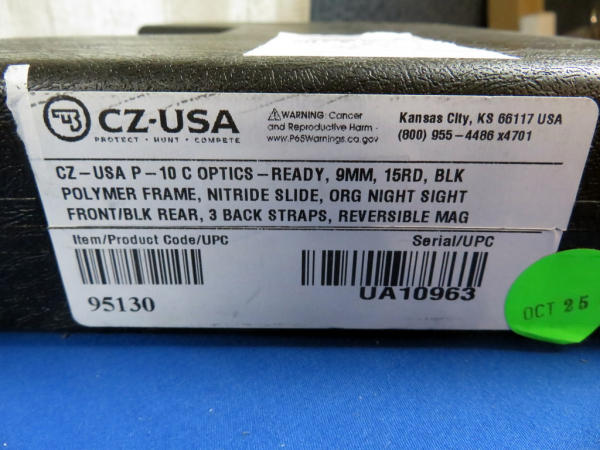 CZ-USA
PROTECT · HUNT · COMPETE
⚠WARNING: Cancer
and Reproductive Harm -
www.P65Warnings.ca.gov
Kansas City, KS 66117 USA
(800) 955-4486 x4701
CZ-USA P-10 C OPTICS-READY, 9MM, 15RD, BLK
POLYMER FRAME, NITRIDE SLIDE, ORG NIGHT SIGHT
FRONT/BLK REAR, 3 BACK STRAPS, REVERSIBLE MAG
Item/Product Code/UPC
Serial/UPC
95130
UA10963
OCT 25